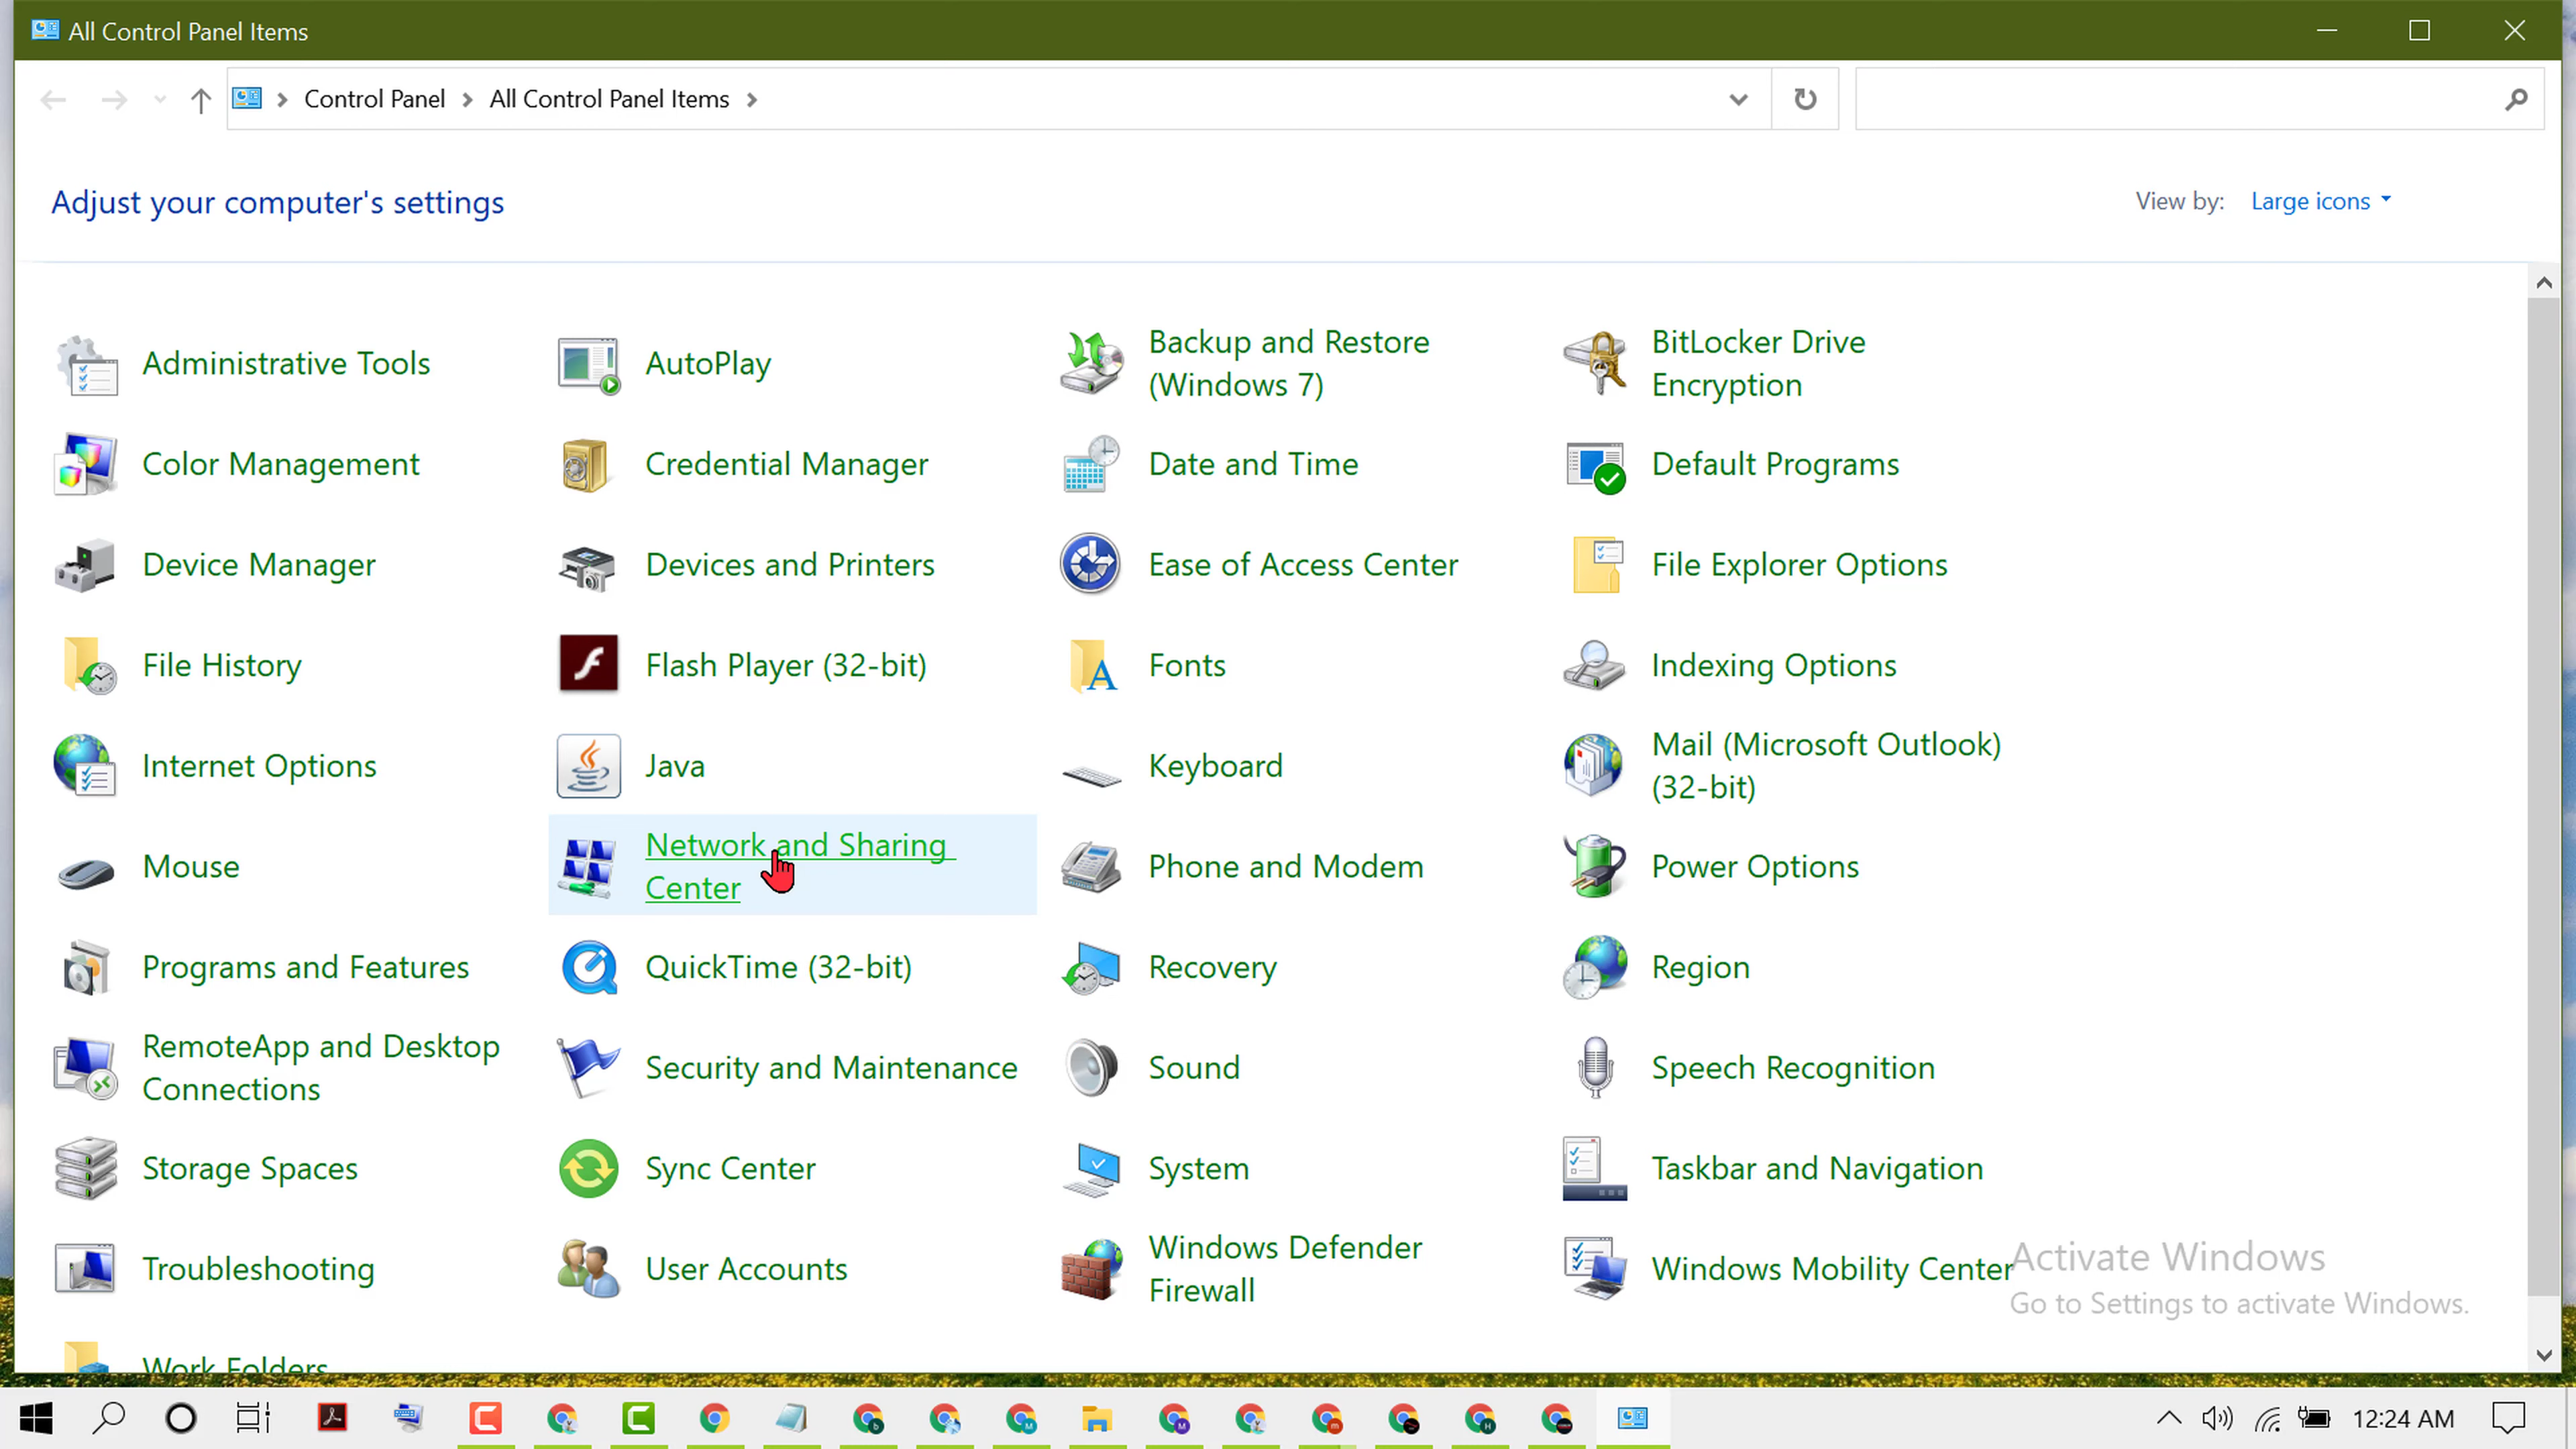 All Control Panel Items
Control Panel
All Control Panel Items
Adjust your computer's settings
View by: Large icons
Administrative Tools
AutoPlay
Backup and Restore
(Windows 7)
BitLocker Drive
Encryption
Color Management
Credential Manager
Date and Time
Default Programs
Device Manager
Devices and Printers
Ease of Access Center
File Explorer Options
File History
Flash Player (32-bit)
Fonts
Indexing Options
Internet Options
Java
Keyboard
Mail (Microsoft Outlook)
(32-bit)
Mouse
Network and Sharing
Center
Phone and Modem
Power Options
Programs and Features
QuickTime (32-bit)
Recovery
Region
RemoteApp and Desktop
Connections
Security and Maintenance
Sound
Speech Recognition
Storage Spaces
Sync Center
System
Taskbar and Navigation
Troubleshooting
User Accounts
Windows Defender
Firewall
Windows Mobility Center
Activate Windows
Go to Settings to activate Windows.
Work Folders
12:24 AM